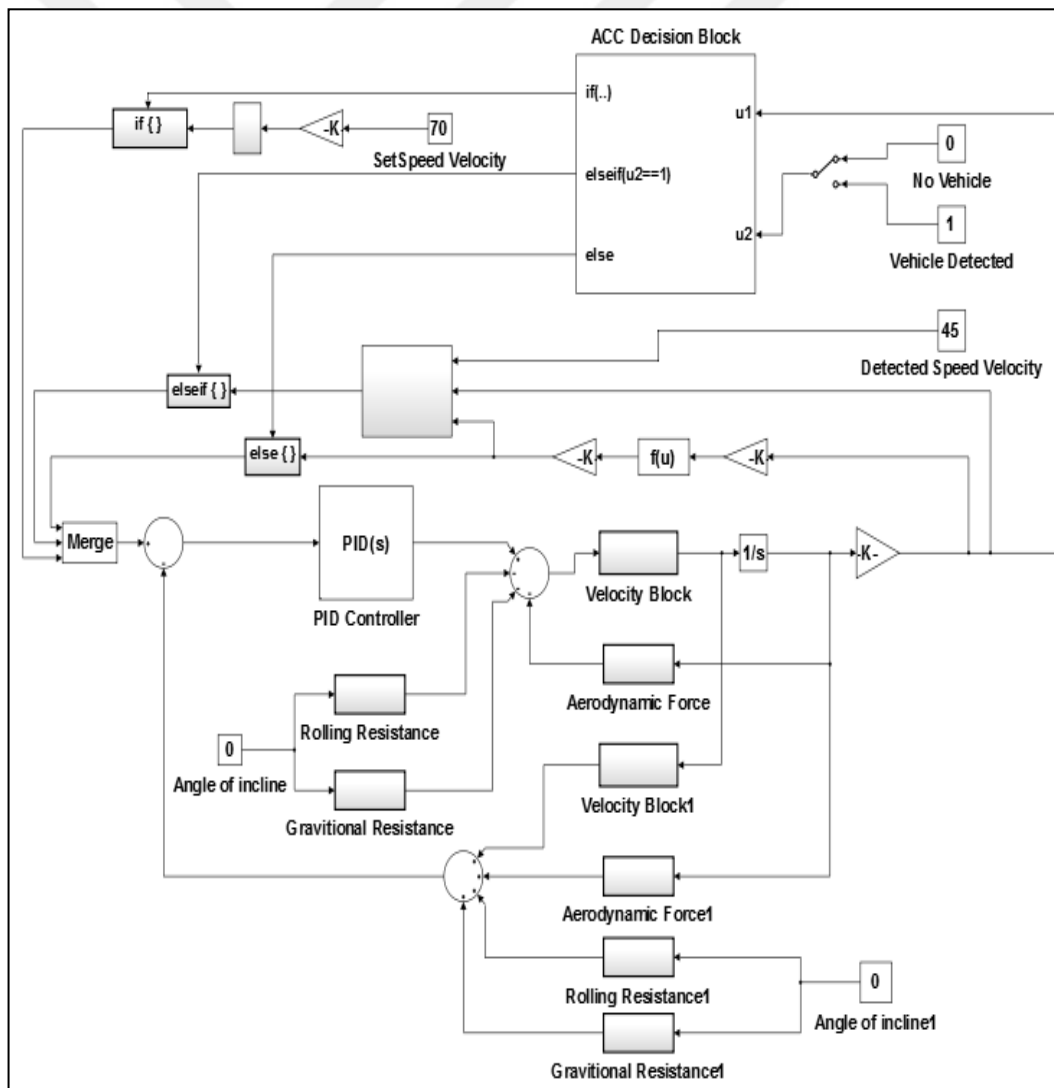 ACC Decision Block
if(..)
u1
if { }
-K
70
SetSpeed Velocity
0
No Vehicle
elseif(u2==1)
1
Vehicle Detected
u2
else
45
Detected Speed Velocity
elseif { }
else { }
-K
f(u)
-K
Merge
PID(s)
PID Controller
Velocity Block
1/s
-K-
Aerodynamic Force
Rolling Resistance
0
Angle of incline
Gravitional Resistance
Velocity Block1
Aerodynamic Force1
Rolling Resistance1
0
Angle of incline1
Gravitional Resistance1